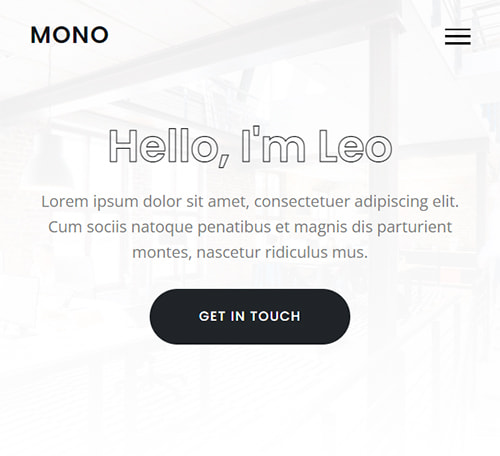 MONO
Hello, I'm Leo
Lorem ipsum dolor sit amet, consectetuer adipiscing elit.
Cum sociis natoque penatibus et magnis dis parturient
montes, nascetur ridiculus mus.
GET IN TOUCH